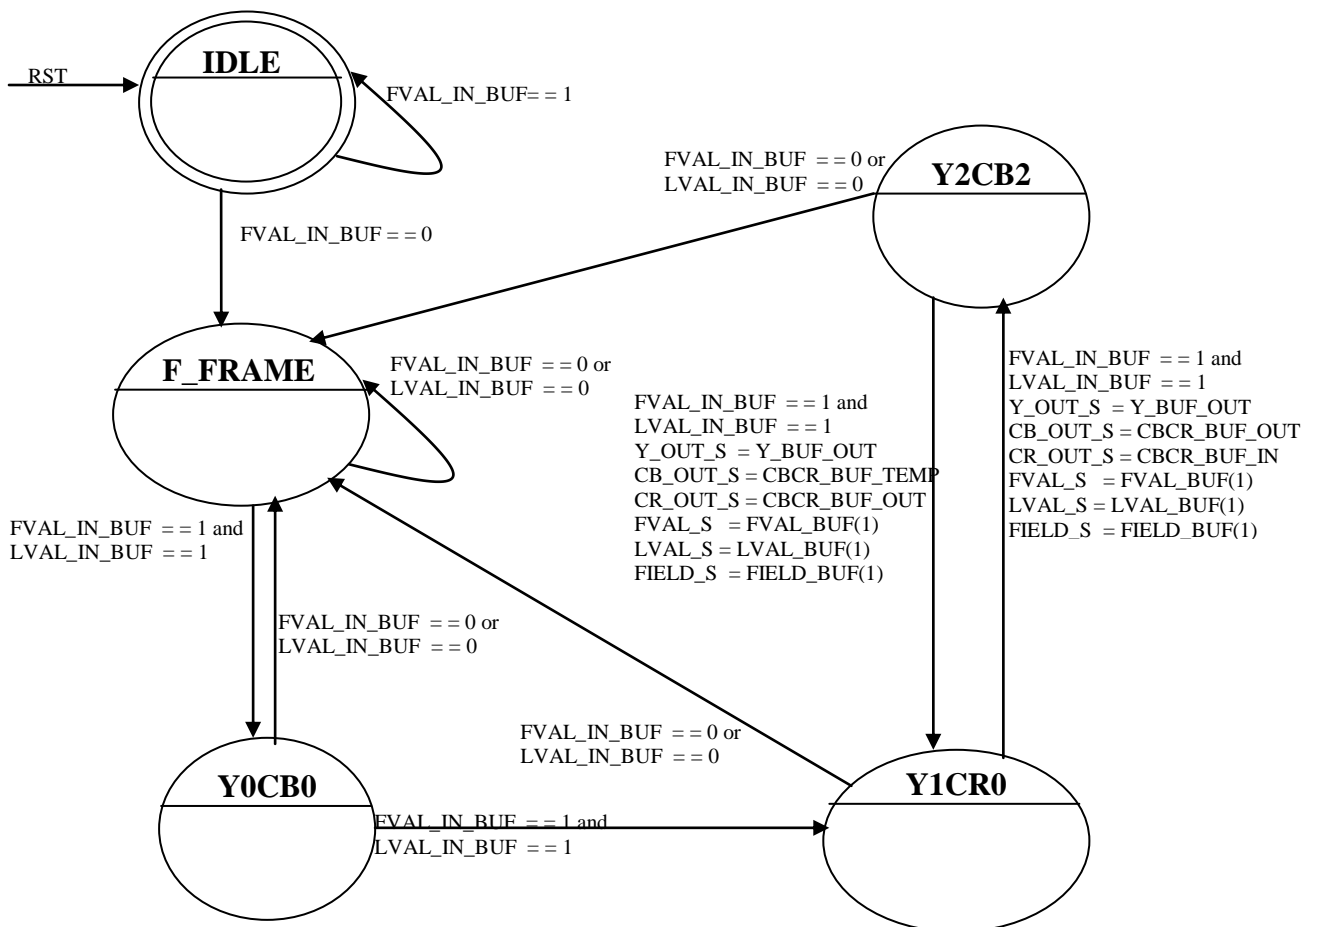 IDLE
RST
FVAL_IN_BUF= = 1
FVAL_IN_BUF = = 0
FVAL_IN_BUF = = 0 or
LVAL_IN_BUF = = 0
Y2CB2
F_FRAME
FVAL_IN_BUF = = 0 or
LVAL_IN_BUF = = 0
FVAL_IN_BUF = = 1 and
LVAL_IN_BUF = = 1
Y_OUT_S = Y_BUF_OUT
CB_OUT_S = CBCR_BUF_TEMP
CR_OUT_S = CBCR_BUF_OUT
FVAL_S = FVAL_BUF(1)
LVAL_S = LVAL_BUF(1)
FIELD_S = FIELD_BUF(1)
FVAL_IN_BUF = = 1 and
LVAL_IN_BUF = = 1
Y_OUT_S = Y_BUF_OUT
CB_OUT_S = CBCR_BUF_OUT
CR_OUT_S = CBCR_BUF_IN
FVAL_S = FVAL_BUF(1)
LVAL_S = LVAL_BUF(1)
FIELD_S = FIELD_BUF(1)
FVAL_IN_BUF = = 1 and
LVAL_IN_BUF = = 1
FVAL_IN_BUF = = 0 or
LVAL_IN_BUF = = 0
FVAL_IN_BUF = = 0 or
LVAL_IN_BUF = = 0
Y0CB0
Y1CR0
FVAL_IN_BUF = = 1 and
LVAL_IN_BUF = = 1